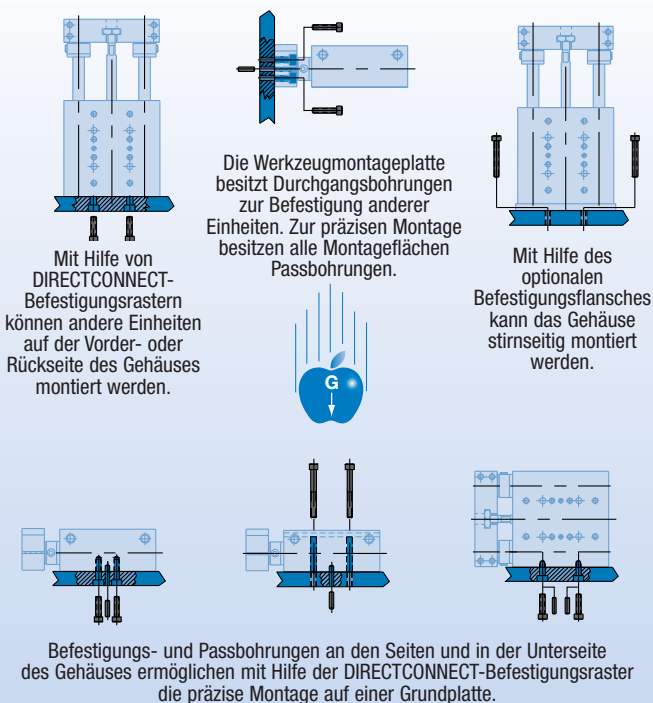 Mit Hilfe von
DIRECTCONNECT-
Befestigungsrastern
können andere Einheiten
auf der Vorder- oder
Rückseite des Gehäuses
montiert werden.
Die Werkzeugmontageplatte
besitzt Durchgangsbohrungen
zur Befestigung anderer
Einheiten. Zur präzisen Montage
besitzen alle Montageflächen
Passbohrungen.
Mit Hilfe des
optionalen
Befestigungsflansches
kann das Gehäuse
stirnseitig montiert
werden.
G
Befestigungs- und Passbohrungen an den Seiten und in der Unterseite
des Gehäuses ermöglichen mit Hilfe der DIRECTCONNECT-Befestigungsraster
die präzise Montage auf einer Grundplatte.